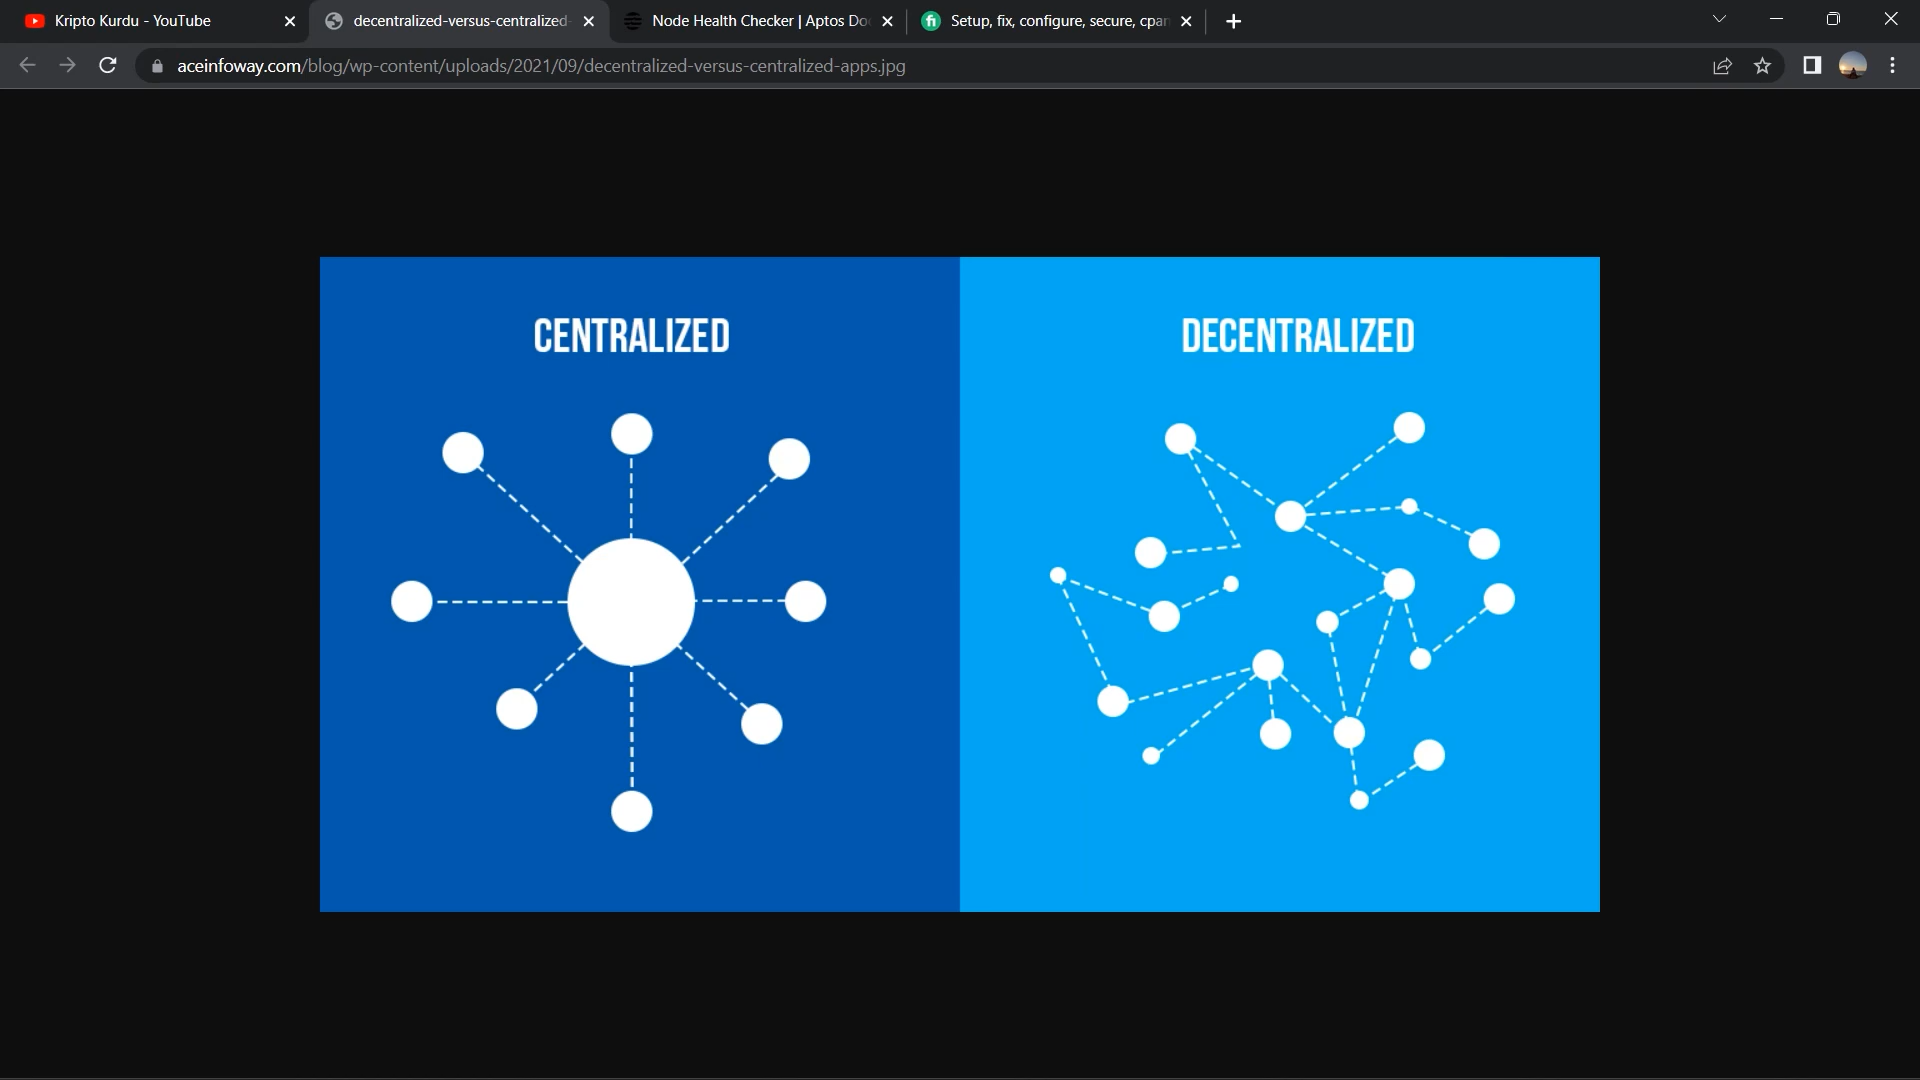 Kripto Kurdu - YouTube
decentralized-versus-centralized-
Node Health Checker | Aptos Do
Setup, fix, configure, secure, cpan
aceinfoway.com/blog/wp-content/uploads/2021/09/decentralized-versus-centralized-apps.jpg
CENTRALIZED
DECENTRALIZED